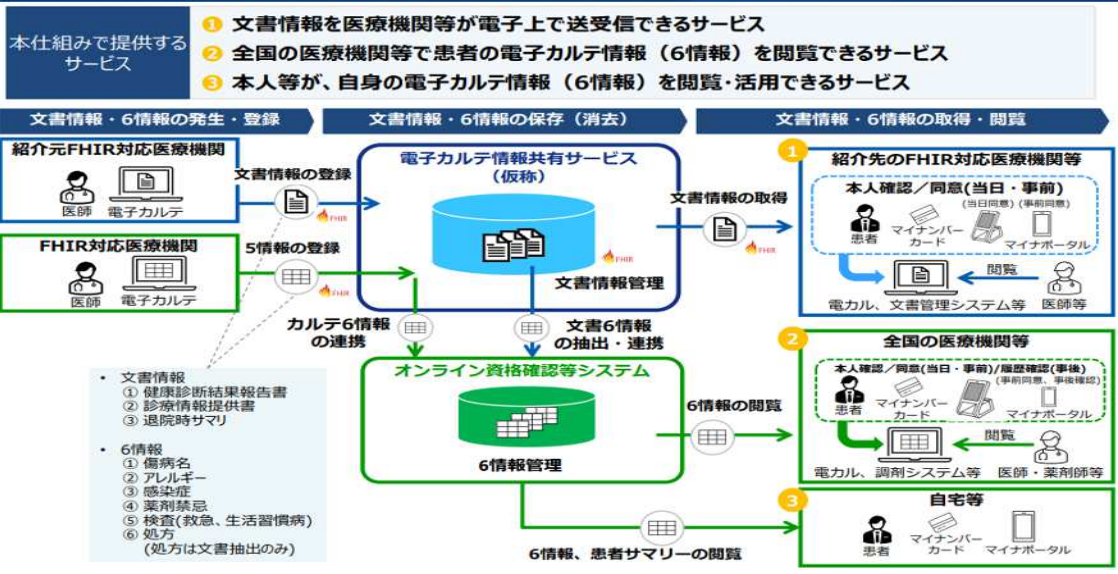 本仕組みで提供する
サービス
1 文書情報を医療機関等が電子上で送受信できるサービス
2 全国の医療機関等で患者の電子カルテ情報（6情報）を閲覧できるサービス
3 本人等が、自身の電子カルテ情報（6情報）を閲覧・活用できるサービス
文書情報・6情報の発生・登録
文書情報・6情報の保存（消去）
文書情報・6情報の取得・閲覧
紹介元FHIR対応医療機関
医師
電子カルテ
文書情報の登録
FHIR
FHIR対応医療機関
医師
電子カルテ
5情報の登録
FHIR
電子カルテ情報共有サービス
（仮称）
FHIR
文書情報管理
文書情報の取得
FHIR
カルテ6情報
の連携
文書6情報
の抽出・連携
オンライン資格確認等システム
6情報管理
6情報の閲覧
6情報、患者サマリーの閲覧
・ 文書情報
① 健康診断結果報告書
② 診療情報提供書
③ 退院時サマリ
・ 6情報
① 傷病名
② アレルギー
③ 感染症
④ 薬剤禁忌
⑤ 検査(救急、生活習慣病)
⑥ 処方
(処方は文書抽出のみ)
1
紹介先のFHIR対応医療機関等
本人確認／同意(当日・事前)
(当日同意) (事前同意)
患者
マイナンバー
カード
マイナポータル
閲覧
電カル、文書管理システム等
医師等
2
全国の医療機関等
本人確認／同意(当日・事前)/履歴確認(事後)
(事前同意、事後確認)
患者
マイナンバー
カード
マイナポータル
閲覧
電カル、調剤システム等
医師・薬剤師等
3
自宅等
患者
マイナンバー
カード
マイナポータル